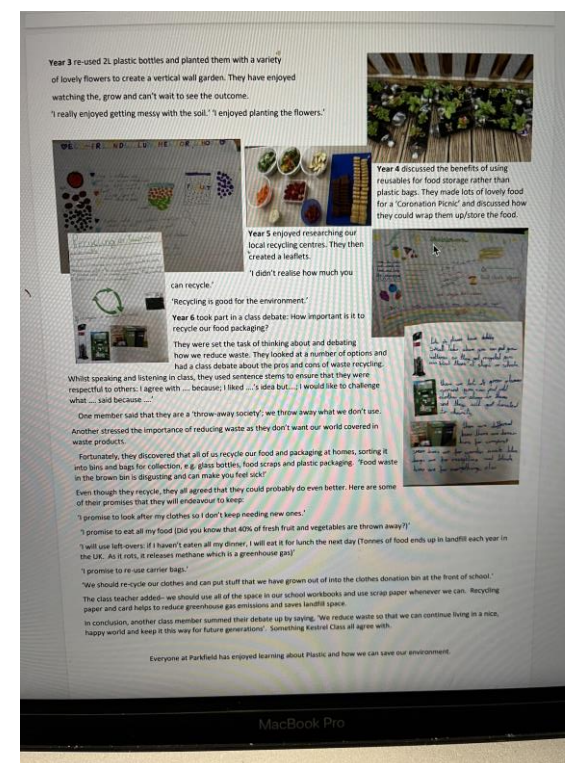 Year 3 re-used 2L plastic bottles and planted them with a variety
of lovely flowers to create a vertical wall garden. They have enjoyed
watching the, grow and can't wait to see the outcome.
'I really enjoyed getting messy with the soil.' 'I enjoyed planting the flowers.'
Year 4 discussed the benefits of using
reusables for food storage rather than
plastic bags. They made lots of lovely food
for a 'Coronation Picnic' and discussed how
they could wrap them up/store the food.
Year 5 enjoyed researching our
local recycling centres. They then
created a leaflets.
'I didn't realise how much you
can recycle.'
'Recycling is good for the environment.'
Year 6 took part in a class debate: How important is it to
recycle our food packaging?
They were set the task of thinking about and debating
how we reduce waste. They looked at a number of options and
had a class debate about the pros and cons of waste recycling.
Whilst speaking and listening in class, they used sentence stems to ensure that they were
respectful to others: I agree with .... because; I liked ....'s idea but....; I would like to challenge
what .... said because ....'
One member said that they are a 'throw-away society'; we throw away what we don't use.
Another stressed the importance of reducing waste as they don't want our world covered in
waste products.
Fortunately, they discovered that all of us recycle our food and packaging at homes, sorting it
into bins and bags for collection, e.g. glass bottles, food scraps and plastic packaging. 'Food waste
in the brown bin is disgusting and can make you feel sick!'
Even though they recycle, they all agreed that they could probably do even better. Here are some
of their promises that they will endeavour to keep:
'I promise to look after my clothes so I don't keep needing new ones.'
'I promise to eat all my food (Did you know that 40% of fresh fruit and vegetables are thrown away?)'
'I will use left-overs: if I haven't eaten all my dinner, I will eat it for lunch the next day (Tonnes of food ends up in landfill each year in
the UK. As it rots, it releases methane which is a greenhouse gas)'
'I promise to re-use carrier bags.'
'We should re-cycle our clothes and can put stuff that we have grown out of into the clothes donation bin at the front of school.'
The class teacher added– we should use all of the space in our school workbooks and use scrap paper whenever we can. Recycling
paper and card helps to reduce greenhouse gas emissions and saves landfill space.
In conclusion, another class member summed their debate up by saying, 'We reduce waste so that we can continue living in a nice,
happy world and keep it this way for future generations'. Something Kestrel Class all agree with.
Everyone at Parkfield has enjoyed learning about Plastic and how we can save our environment.
MacBook Pro